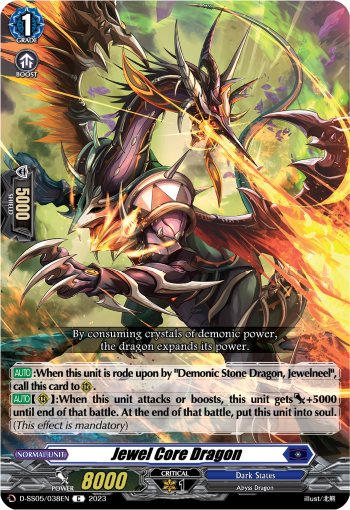 1
GRADE
BOOST
5000
SHIELD
By consuming crystals of demonic power,
the dragon expands its power.
AUTO:When this unit is rode upon by "Demonic Stone Dragon, Jewelneel",
call this card to .
AUTO[ ]:When this unit attacks or boosts, this unit gets +5000
until end of that battle. At the end of that battle, put this unit into soul.
(This effect is mandatory)
NORMAL UNIT
Jewel Core Dragon
POWER
8000
CRITICAL
1
Dark States
Abyss Dragon
D-SS05/038EN C 2023
illust/北熊